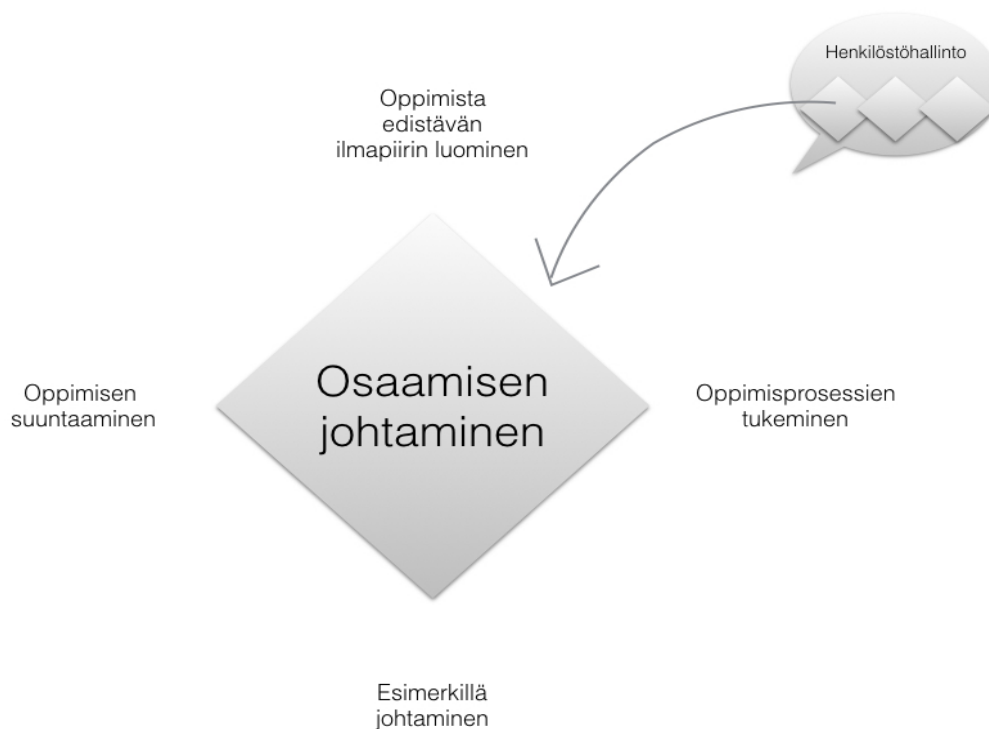 Henkilöstöhallinto
Oppimista
edistävän
ilmapiirin luominen
Osaamisen
johtaminen
Oppimisen
suuntaaminen
Oppimisprosessien
tukeminen
Esimerkillä
johtaminen